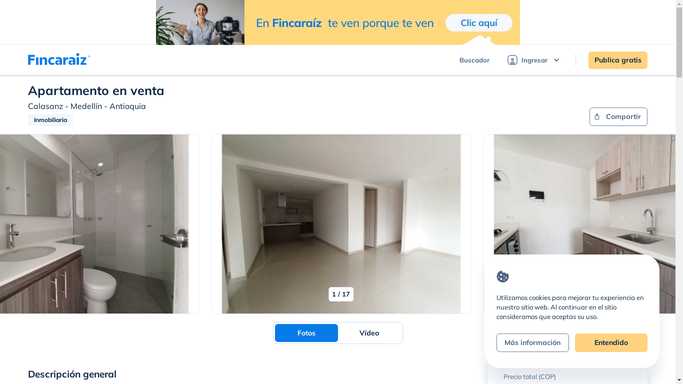 En Fincaraíz te ven porque te ven
Clic aquí
Fincaraiz
Buscador
Ingresar
Publica gratis
Apartamento en venta
Calasanz - Medellín - Antioquia
Inmobiliaria
Compartir
1 / 17
Fotos
Vídeo
Utilizamos cookies para mejorar tu experiencia en
nuestro sitio web. Al continuar en el sitio
consideramos que aceptas su uso.
Más información
Entendido
Descripción general
Precio total (COP)